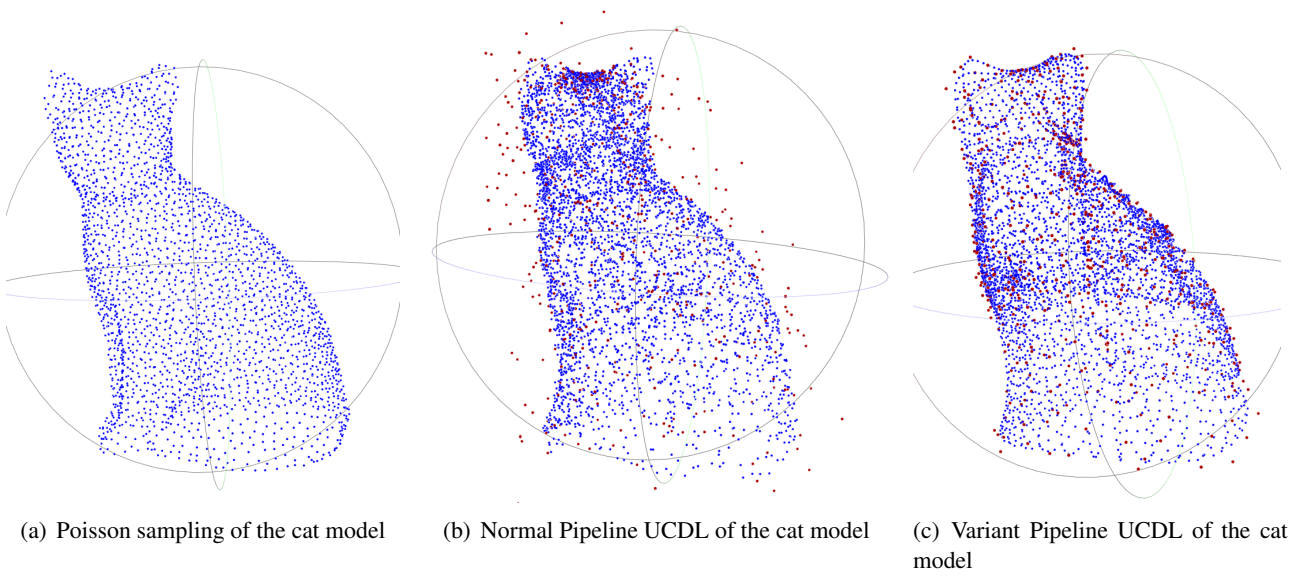 (a) Poisson sampling of the cat model
(b) Normal Pipeline UCDL of the cat model
(c) Variant Pipeline UCDL of the cat
model